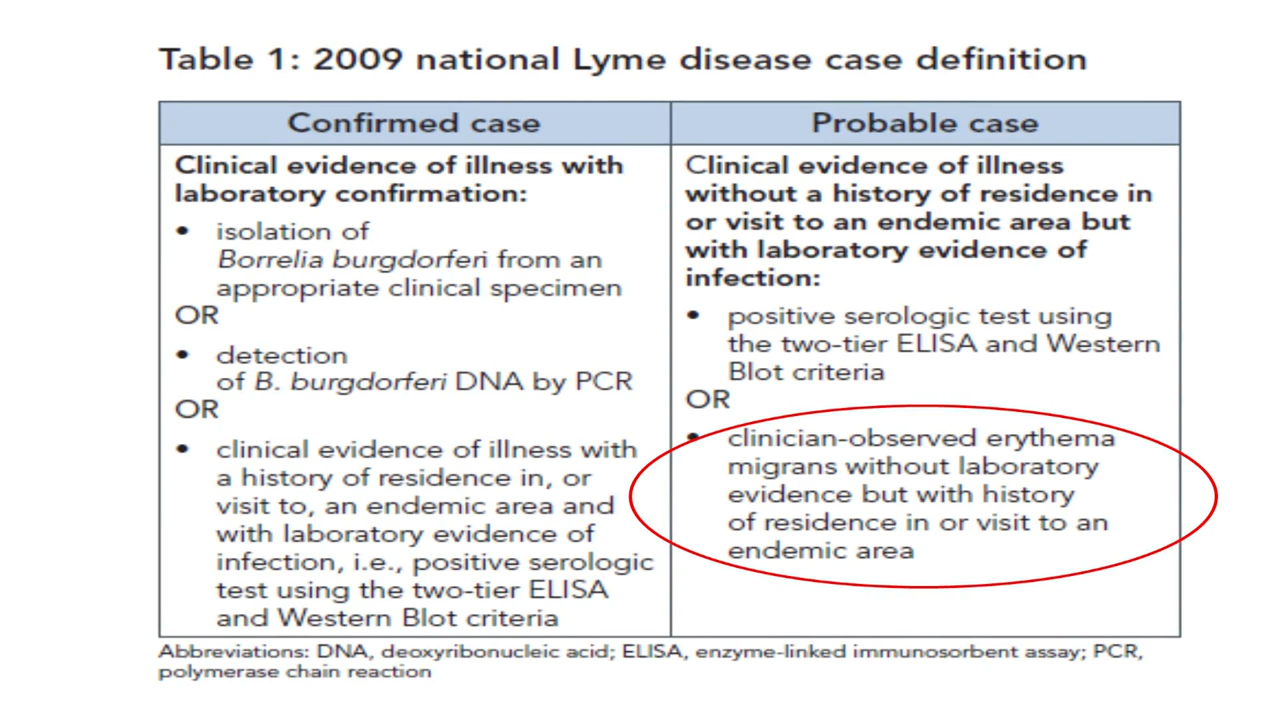 Table 1: 2009 national Lyme disease case definition
Confirmed case
Clinical evidence of illness with
laboratory confirmation:
• isolation of
Borrelia burgdorferi from an
appropriate clinical specimen
OR
• detection
of B. burgdorferi DNA by PCR
OR
• clinical evidence of illness with
a history of residence in, or
visit to, an endemic area and
with laboratory evidence of
infection, i.e., positive serologic
test using the two-tier ELISA
and Western Blot criteria
Probable case
Clinical evidence of illness
without a history of residence in
or visit to an endemic area but
with laboratory evidence of
infection:
• positive serologic test using
the two-tier ELISA and Western
Blot criteria
OR
• clinician-observed erythema
migrans without laboratory
evidence but with history
of residence in or visit to an
endemic area
Abbreviations: DNA, deoxyribonucleic acid; ELISA, enzyme-linked immunosorbent assay; PCR,
polymerase chain reaction